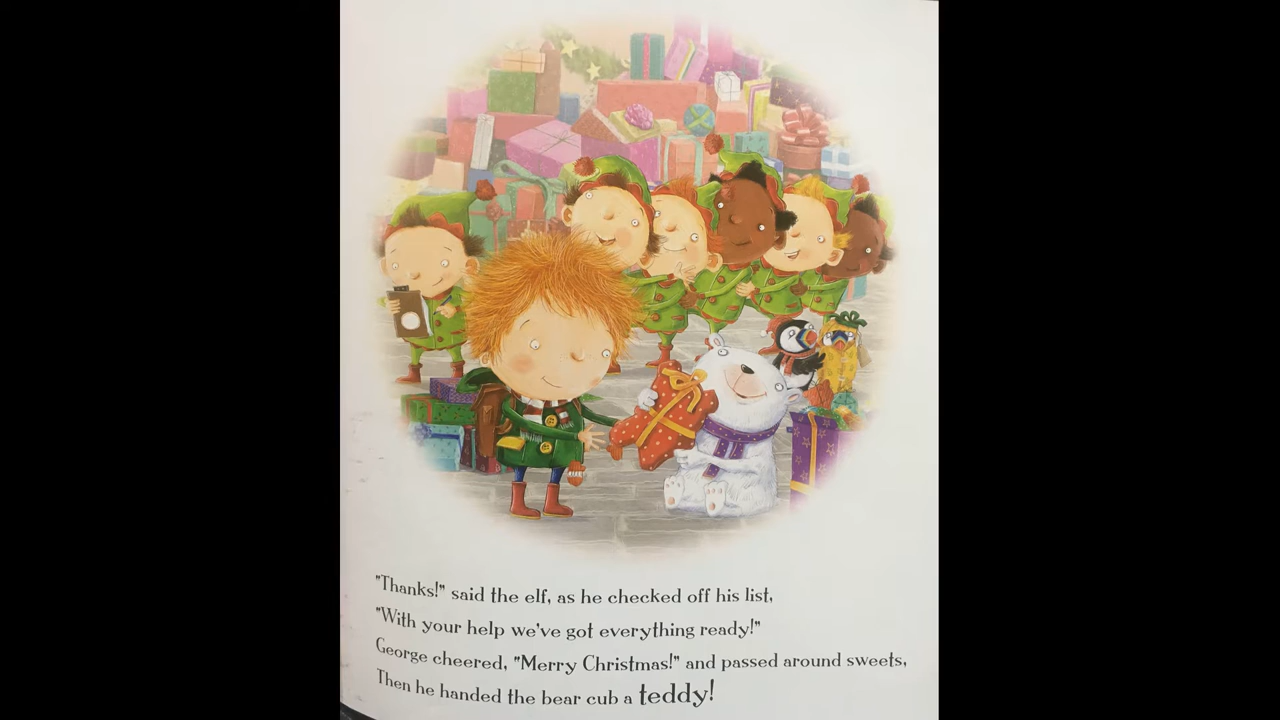 "Thanks!" said the elf, as he checked off his list,
"With your help we've got everything ready!"
George cheered, "Merry Christmas!" and passed around sweets,
Then he handed the bear cub a teddy!